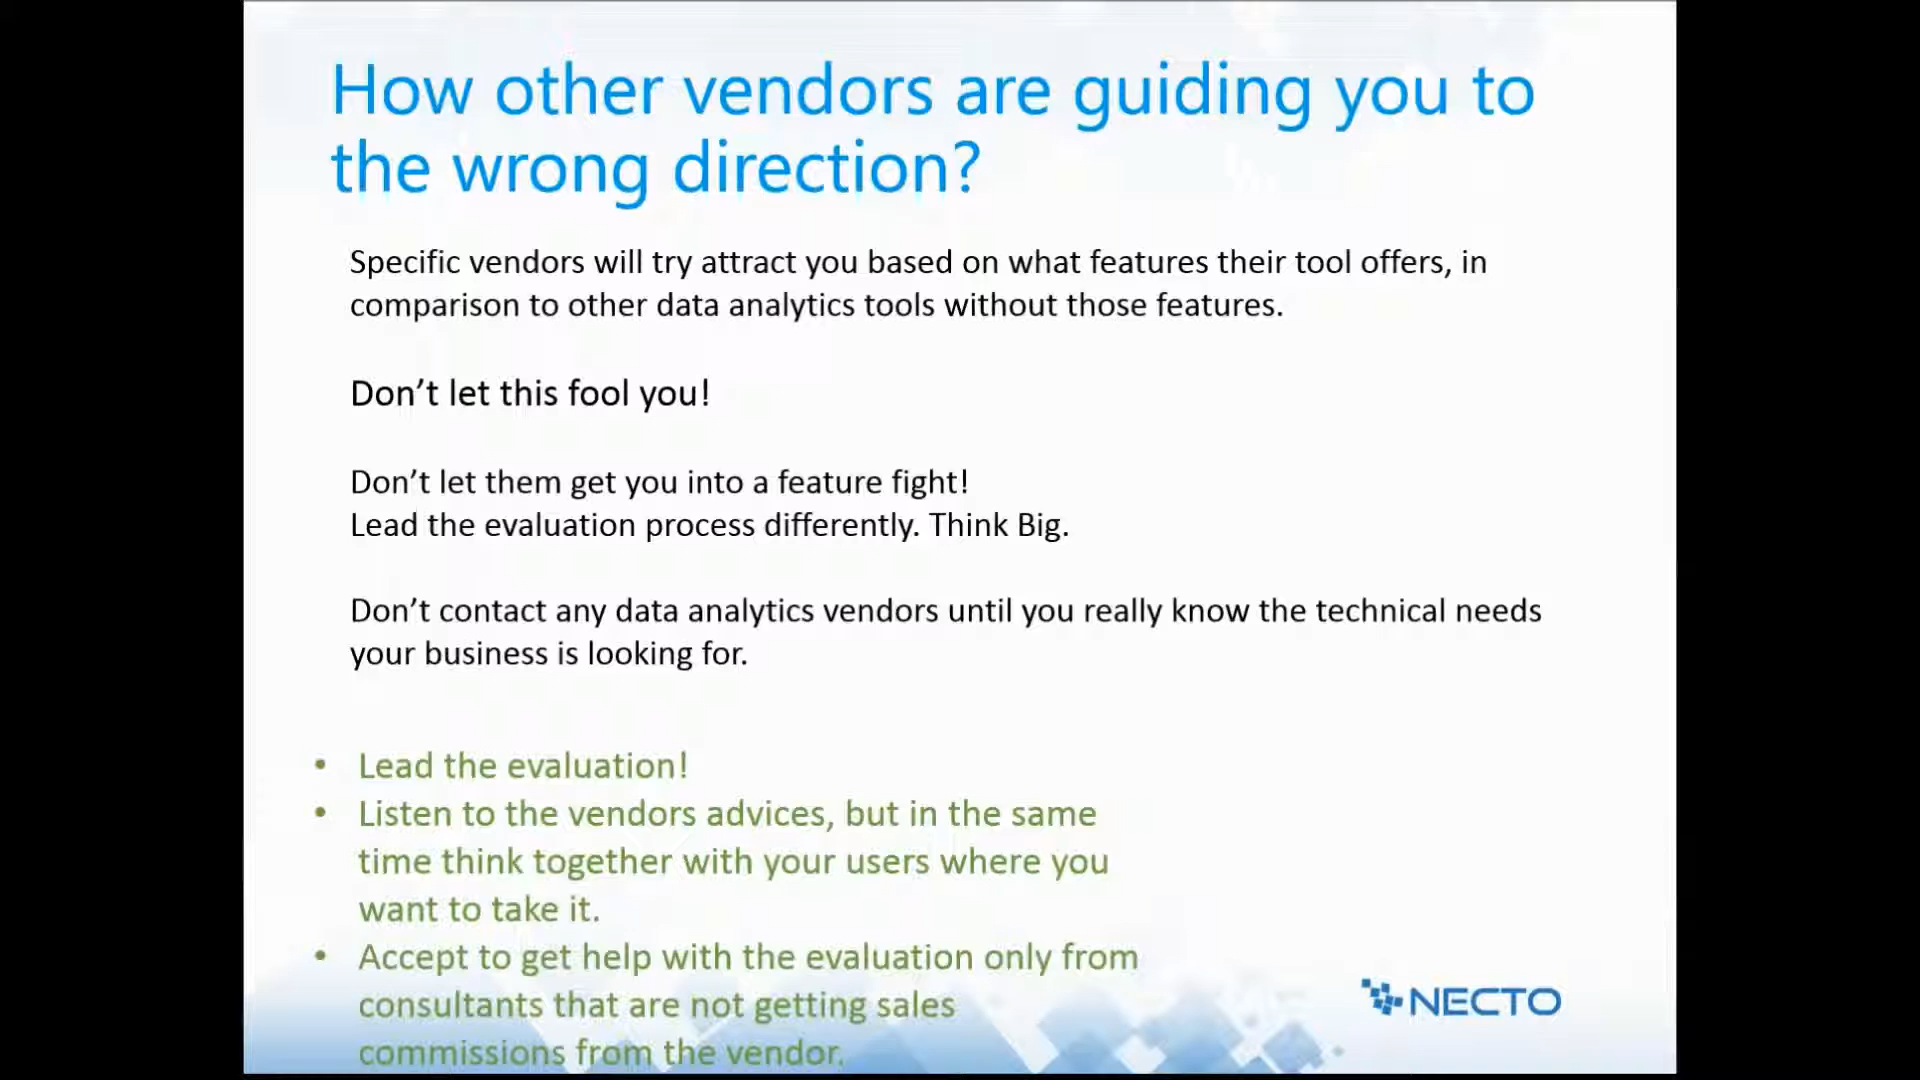 How other vendors are guiding you to
the wrong direction?
Specific vendors will try attract you based on what features their tool offers, in
comparison to other data analytics tools without those features.
Don’t let this fool you!
Don’t let them get you into a feature fight!
Lead the evaluation process differently. Think Big.
Don’t contact any data analytics vendors until you really know the technical needs
your business is looking for.
• Lead the evaluation!
• Listen to the vendors advices, but in the same
time think together with your users where you
want to take it.
• Accept to get help with the evaluation only from
consultants that are not getting sales
commissions from the vendor.
NECTO